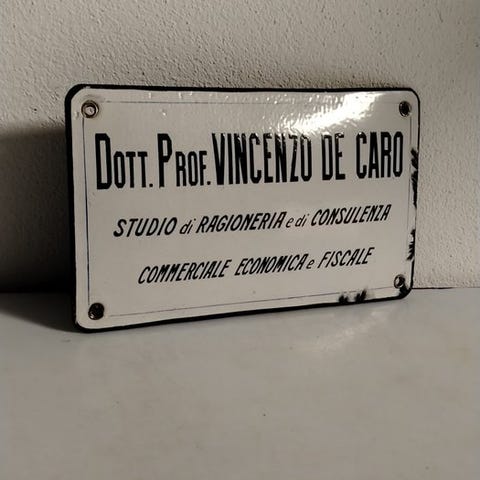 DOTT. PROF. VINCENZO DE CARO
STUDIO di RAGIONERIA e di CONSULENZA
COMMERCIALE ECONOMICA e FISCALE